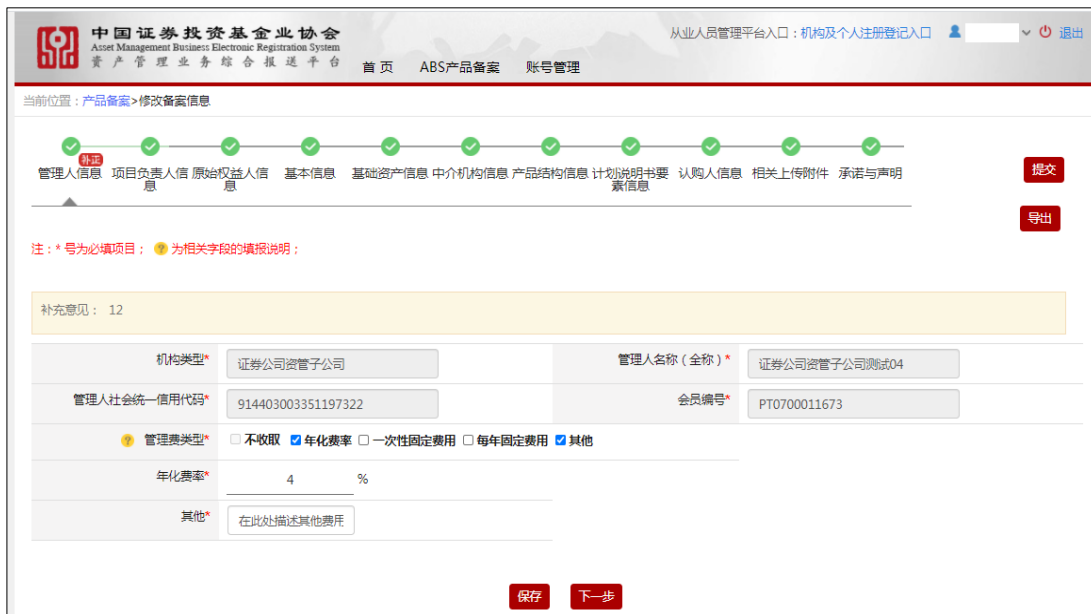 中国证券投资基金业协会
Asset Management Business Electronic Registration System
资产管理业务综合报送平台
首 页 ABS产品备案 账号管理
从业人员管理平台入口：机构及个人注册登记入口 退出
当前位置：产品备案>修改备案信息
补正
管理人信息 项目负责人信息 原始权益人信息 基本信息 基础资产信息 中介机构信息 产品结构信息 计划说明书要素信息 认购人信息 相关上传附件 承诺与声明
提交
导出
注：* 号为必填项目； ? 为相关字段的填报说明；
补充意见： 12
机构类型* 证券公司资管子公司 管理人名称（全称）* 证券公司资管子公司测试04
管理人社会统一信用代码* 914403003351197322 会员编号* PT0700011673
? 管理费类型* 不收取 年化费率 一次性固定费用 每年固定费用 其他
年化费率* 4 %
其他* 在此处描述其他费用
保存 下一步